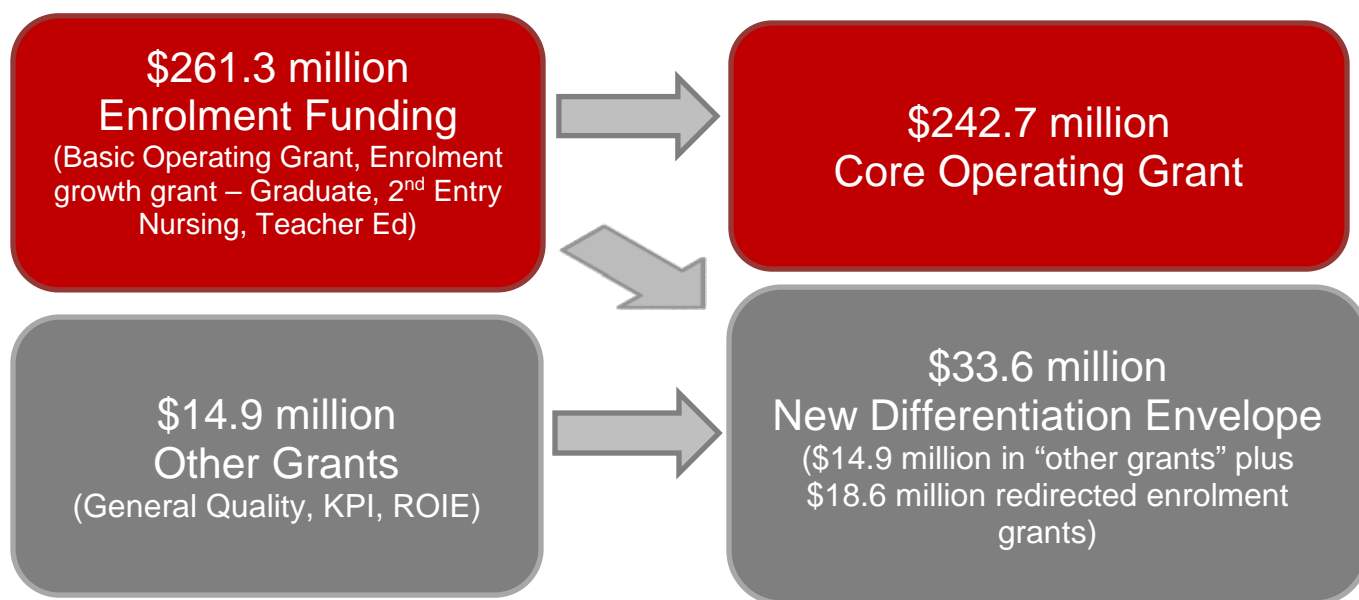 $261.3 million
Enrolment Funding
(Basic Operating Grant, Enrolment
growth grant – Graduate, 2nd Entry
Nursing, Teacher Ed)
$242.7 million
Core Operating Grant
$14.9 million
Other Grants
(General Quality, KPI, ROIE)
$33.6 million
New Differentiation Envelope
($14.9 million in “other grants” plus
$18.6 million redirected enrolment
grants)